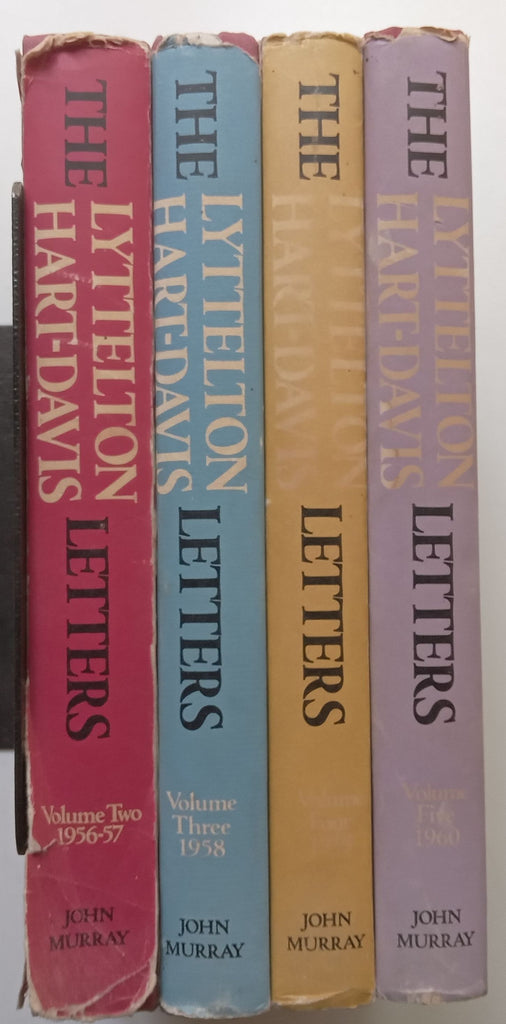 THE
LYTTELTON
HART-DAVIS
LETTERS
Volume Two
1956-57
JOHN
MURRAY
THE
LYTTELTON
HART-DAVIS
LETTERS
Volume
Three
1958
JOHN
MURRAY
THE
LYTTELTON
HART-DAVIS
LETTERS
Volume
Four
JOHN
MURRAY
THE
LYTTELTON
HART-DAVIS
LETTERS
Volume
Five
1960
JOHN
MURRAY